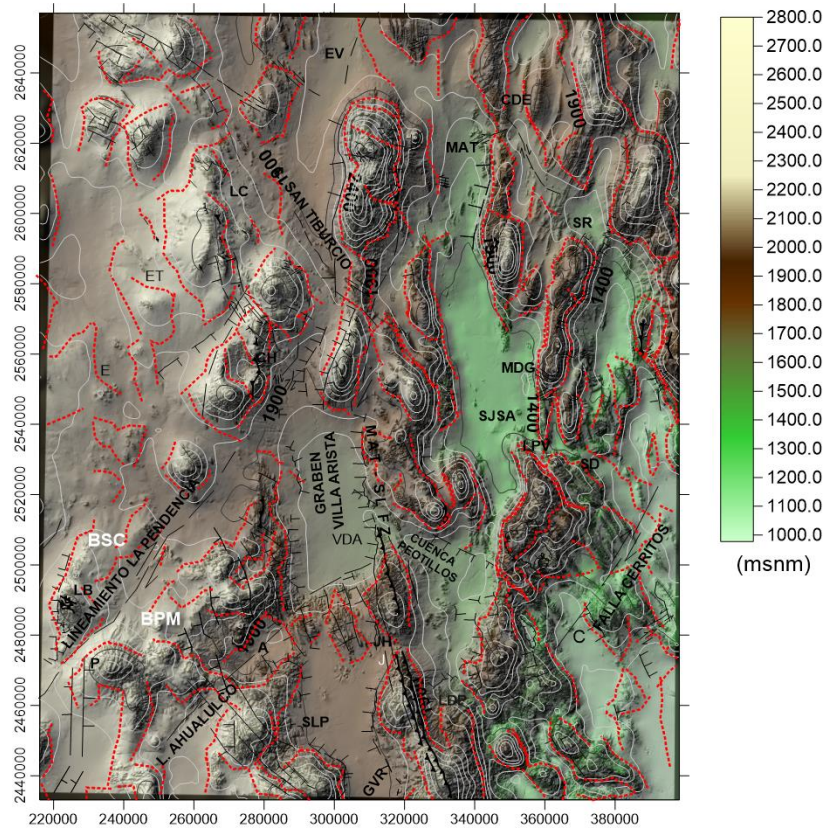 2800.0
2700.0
2600.0
2500.0
2400.0
2300.0
2200.0
2100.0
2000.0
1900.0
1800.0
1700.0
1600.0
1500.0
1400.0
1300.0
1200.0
1100.0
1000.0
(msnm)
2640000
2620000
2600000
2580000
2560000
2540000
2520000
2500000
2480000
2460000
2440000
220000
240000
260000
280000
300000
320000
340000
360000
380000
EV
CDE
1900
MAT
LC
SAN TIBURCIO
2400
SR
ET
1400
E
1900
MDG
SJSA
1400
LPV
SD
GRABEN
VILLA ARISTA
VDA
CUENCA
PEOTILLOS
BSC
LB
LINEAMIENTO LA PENDENCIA
BPM
A
P
L. AHUALULCO
SLP
VH
J
GVR
C
FALLA CERRITOS